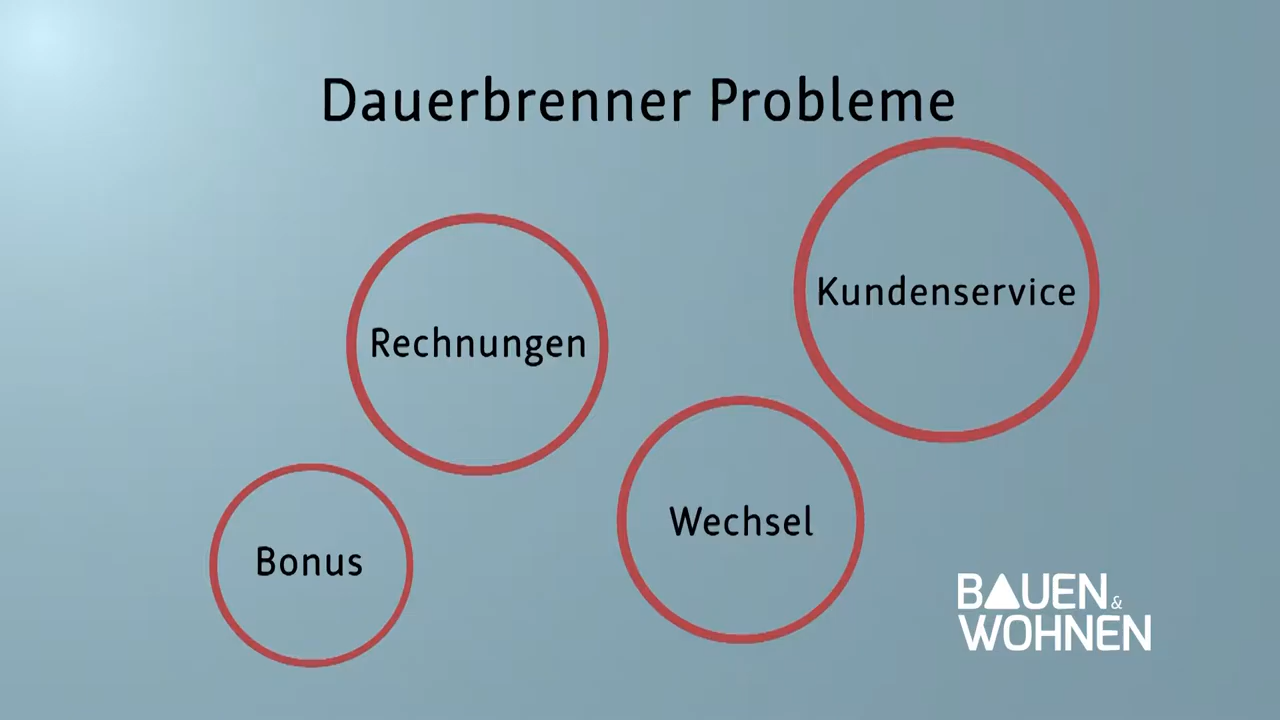 Dauerbrenner Probleme
Kundenservice
Rechnungen
Wechsel
Bonus
BAUEN &
WOHNEN